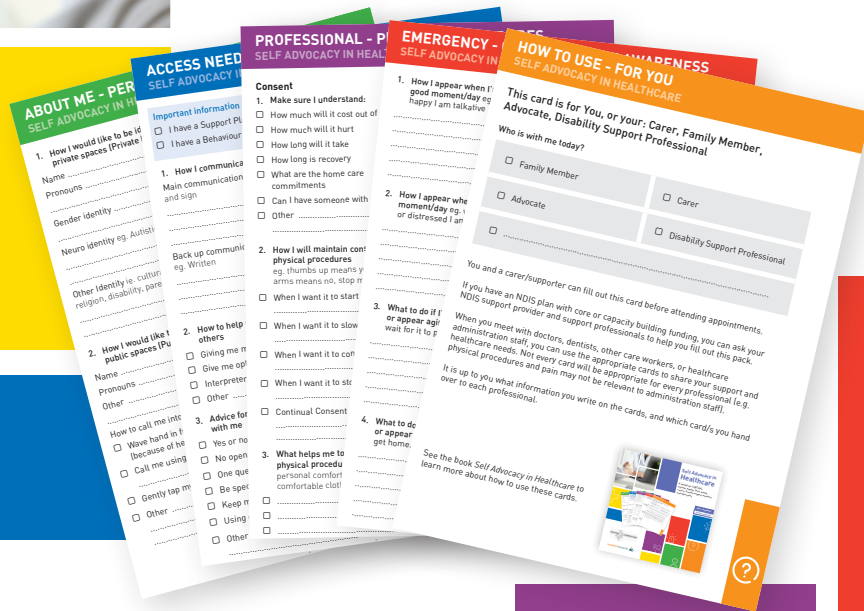 ABOUT ME - PER
SELF ADVOCACY IN H
1. How I would like to be id
private spaces (Private
Name
Pronouns
Gender identity
Neuro identity eg. Autisti
Other Identity ie. cultur
religion, disability, pare
2. How I would like t
public spaces (Pu
Name
Pronouns
Other
How to call me into
Wave hand in f
(because of he
Call me using
Gently tap m
Other
ACCESS NEED
SELF ADVOCACY IN
Important information
I have a Support Pl
I have a Behaviour
1. How I communica
Main communication
and sign
Back up communic
eg. Written
2. How to help
others
Giving me m
Give me opt
Interpreter
Other
3. Advice for
with me
Yes or no
No open
One que
Be spec
Keep m
Using
Other
PROFESSIONAL - P
SELF ADVOCACY IN HEALT
Consent
1. Make sure I understand:
How much will it cost out of
How much will it hurt
How long will it take
How long is recovery
What are the home care
commitments
Can I have someone with
Other
2. How I will maintain cons
physical procedures
eg. thumbs up means y
arms means no, stop m
When I want it to start
When I want it to slow
When I want it to con
When I want it to sto
Continual Consent
3. What helps me to
physical procedu
personal comfort
comfortable clot
EMERGENCY -
SELF ADVOCACY IN
AWARENESS
1. How I appear when I'
good moment/day eg
happy I am talkative
2. How I appear whe
moment/day eg.
or distressed I am
3. What to do if I'
or appear agi
wait for it to p
4. What to do
or appear
get home.
HOW TO USE - FOR YOU
SELF ADVOCACY IN HEALTHCARE
This card is for You, or your: Carer, Family Member,
Advocate, Disability Support Professional
Who is with me today?
Family Member
Carer
Advocate
Disability Support Professional
You and a carer/supporter can fill out this card before attending appointments.
If you have an NDIS plan with core or capacity building funding, you can ask your
NDIS support provider and support professionals to help you fill out this pack.
When you meet with doctors, dentists, other care workers, or healthcare
administration staff, you can use the appropriate cards to share your support and
healthcare needs. Not every card will be appropriate for every professional (e.g.
physical procedures and pain may not be relevant to administration staff).
It is up to you what information you write on the cards, and which card/s you hand
over to each professional.
See the book Self Advocacy in Healthcare to
learn more about how to use these cards.
Self Advocacy in
Healthcare
?